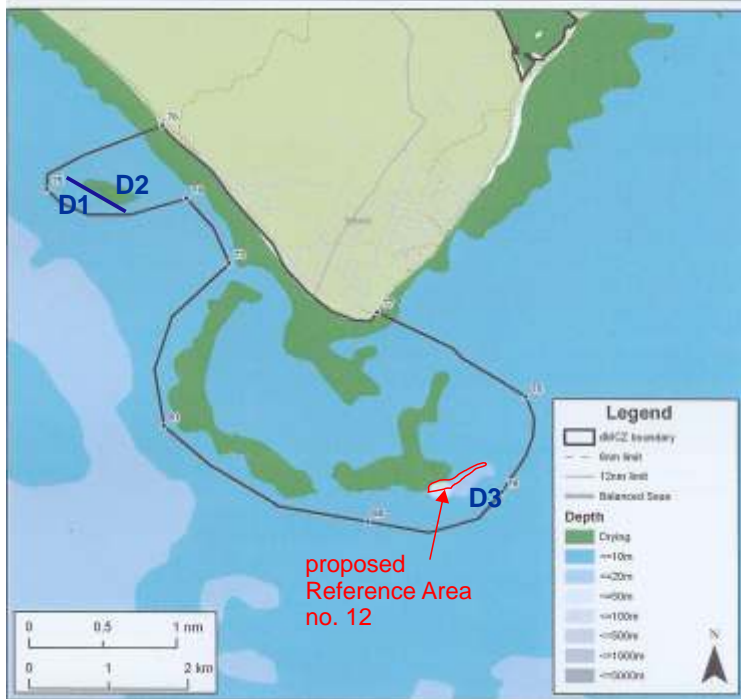 76
D2
D1
D3
proposed
Reference Area
no. 12
Legend
dMCZ boundary
6nm limit
12nm limit
Balanced Seas
Depth
Drying
<=10m
<=20m
<=50m
<=100m
<=500m
<=1000m
<=5000m
N
0 0.5 1 nm
0 1 2 km